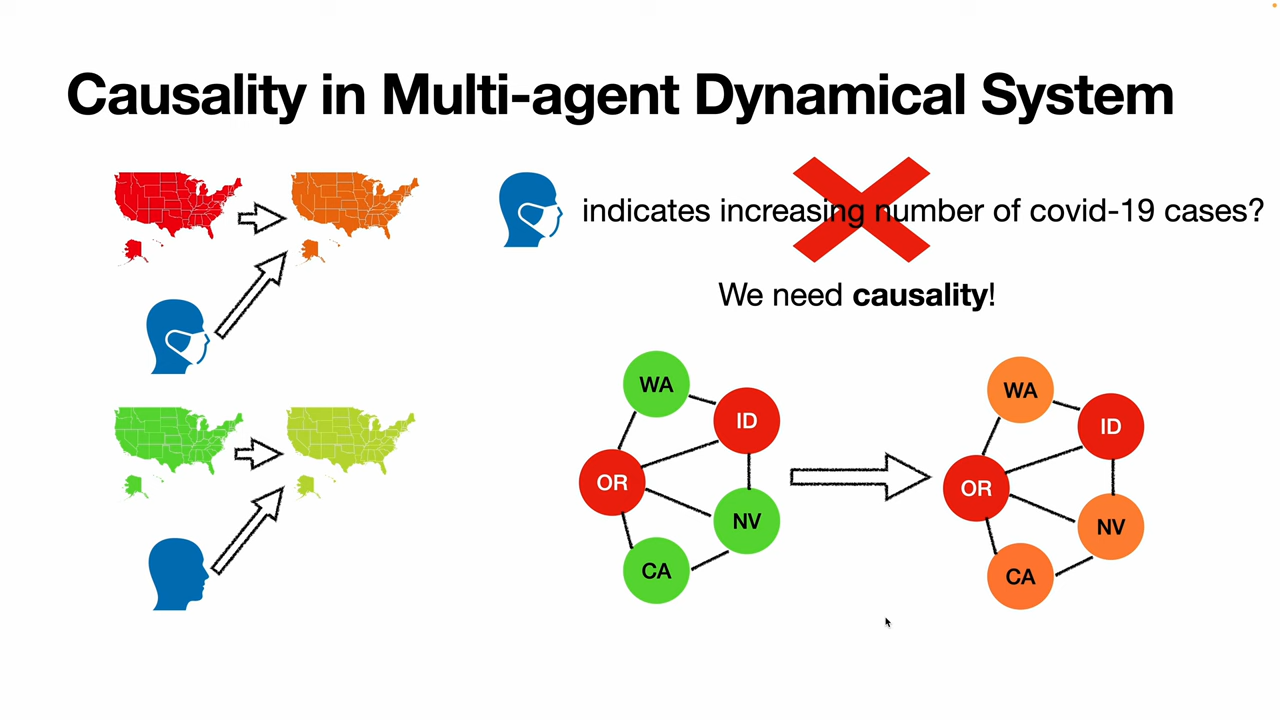 Causality in Multi-agent Dynamical System
indicates increasing number of covid-19 cases?
We need causality!
WA
ID
OR
NV
CA
WA
ID
OR
NV
CA